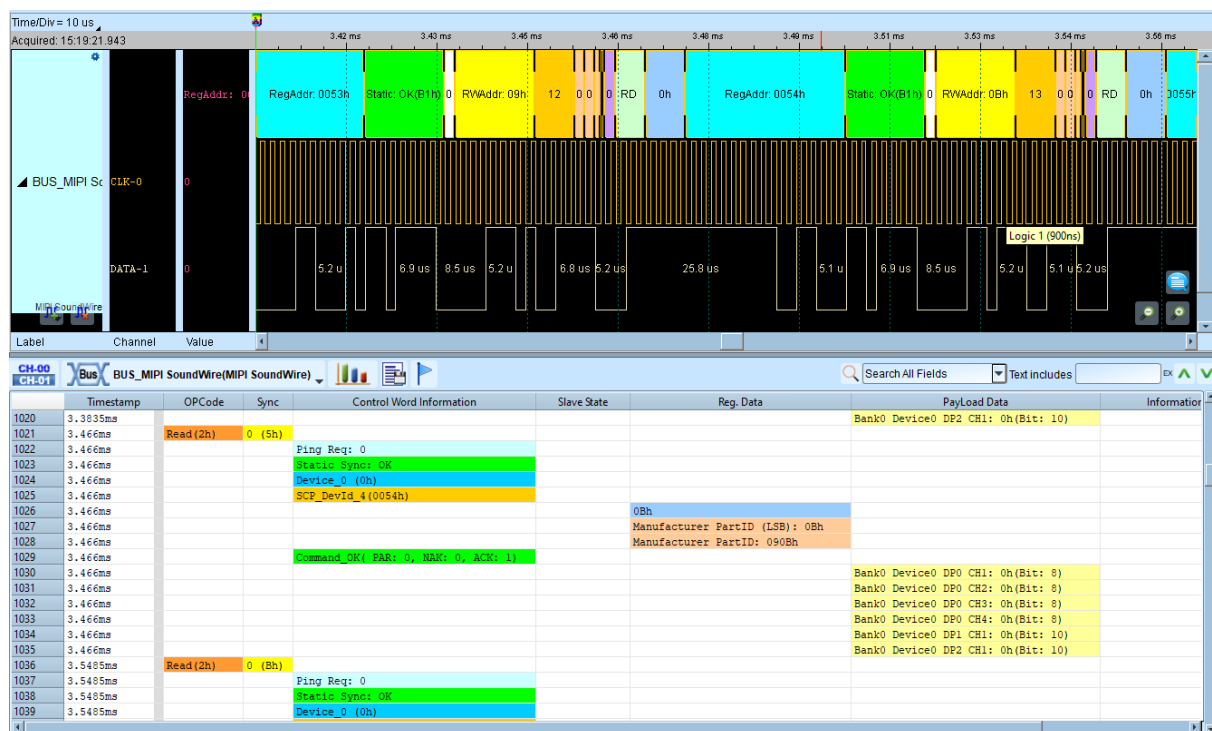 Time/Div = 10 us
Acquired: 15:19:21.943
3.42 ms 3.43 ms 3.45 ms 3.46 ms 3.48 ms 3.49 ms 3.51 ms 3.53 ms 3.54 ms 3.56 ms
RegAddr: 0 RegAddr: 0053h Static: OK(B1h) 0 RWAddr: 09h 12 0 0 0 RD 0h RegAddr: 0054h Static: OK(B1h) 0 RWAddr: 0Bh 13 0 0 0 RD 0h 0055h
BUS_MIPI So CLK-0 0
Logic 1 (900ns)
DATA-1 0 5.2 u 6.9 us 8.5 us 5.2 u 6.8 us 5.2 us 25.8 us 5.1 u 6.9 us 8.5 us 5.2 u 5.1 u 5.2 us
MIPI SoundWire
Label Channel Value
CH-00
CH-01
Bus BUS_MIPI SoundWire(MIPI SoundWire) Search All Fields Text includes EX
Timestamp OPCode Sync Control Word Information Slave State Reg. Data PayLoad Data Information
1020 3.3835ms Bank0 Device0 DP2 CH1: 0h(Bit: 10)
1021 3.466ms Read(2h) 0 (5h)
1022 3.466ms Ping Req: 0
1023 3.466ms Static Sync: OK
1024 3.466ms Device_0 (0h)
1025 3.466ms SCP_DevId_4(0054h)
1026 3.466ms 0Bh
1027 3.466ms Manufacturer PartID (LSB): 0Bh
1028 3.466ms Manufacturer PartID: 090Bh
1029 3.466ms Command_OK( PAR: 0, NAK: 0, ACK: 1)
1030 3.466ms Bank0 Device0 DP0 CH1: 0h(Bit: 8)
1031 3.466ms Bank0 Device0 DP0 CH2: 0h(Bit: 8)
1032 3.466ms Bank0 Device0 DP0 CH3: 0h(Bit: 8)
1033 3.466ms Bank0 Device0 DP0 CH4: 0h(Bit: 8)
1034 3.466ms Bank0 Device0 DP1 CH1: 0h(Bit: 10)
1035 3.466ms Bank0 Device0 DP2 CH1: 0h(Bit: 10)
1036 3.5485ms Read(2h) 0 (Bh)
1037 3.5485ms Ping Req: 0
1038 3.5485ms Static Sync: OK
1039 3.5485ms Device_0 (0h)